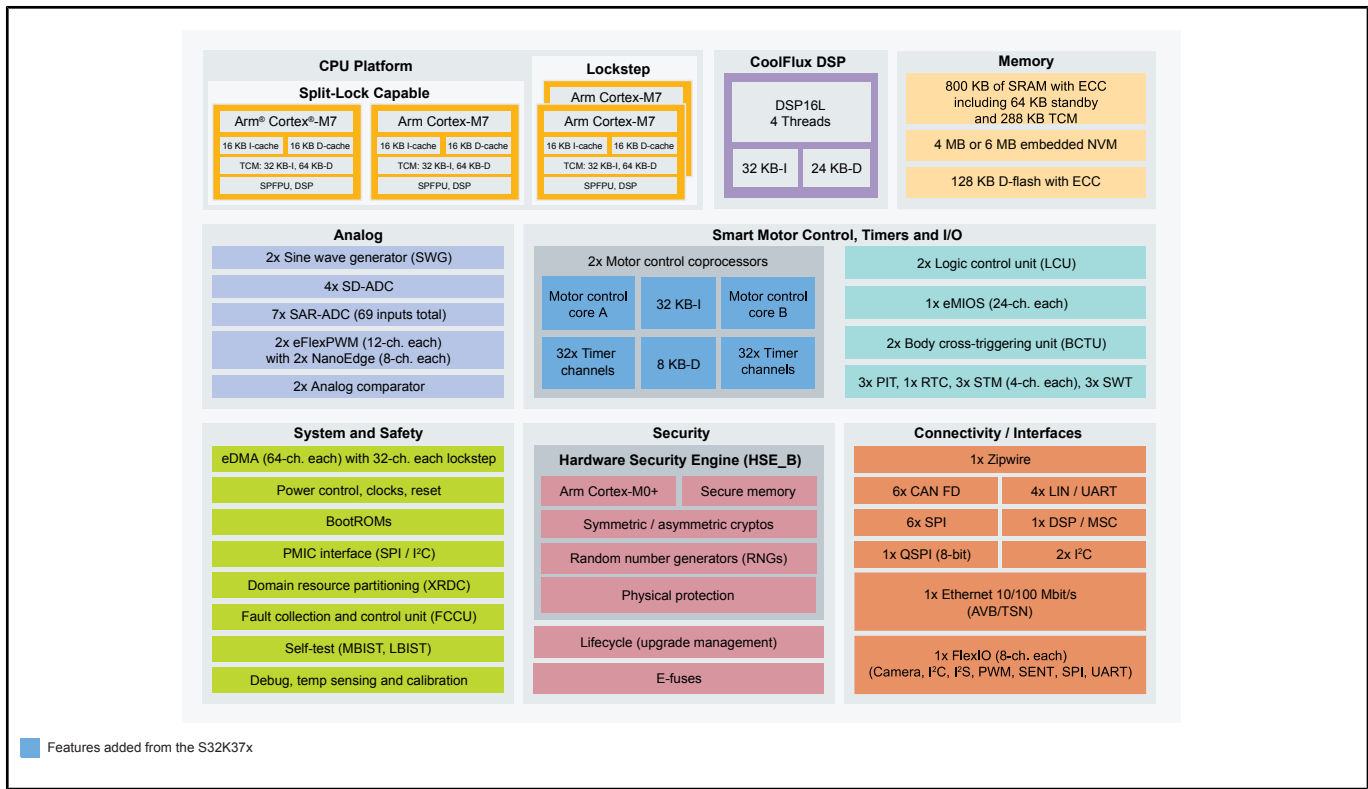 CPU Platform
Lockstep
Split-Lock Capable
Arm® Cortex®-M7
16 KB I-cache
16 KB D-cache
TCM: 32 KB-I, 64 KB-D
SPFPU, DSP
Arm Cortex-M7
16 KB I-cache
16 KB D-cache
TCM: 32 KB-I, 64 KB-D
SPFPU, DSP
Arm Cortex-M7
Arm Cortex-M7
16 KB I-cache
16 KB D-cache
TCM: 32 KB-I, 64 KB-D
SPFPU, DSP
CoolFlux DSP
DSP16L
4 Threads
32 KB-I
24 KB-D
Memory
800 KB of SRAM with ECC
including 64 KB standby
and 288 KB TCM
4 MB or 6 MB embedded NVM
128 KB D-flash with ECC
Analog
2x Sine wave generator (SWG)
4x SD-ADC
7x SAR-ADC (69 inputs total)
2x eFlexPWM (12-ch. each)
with 2x NanoEdge (8-ch. each)
2x Analog comparator
Smart Motor Control, Timers and I/O
2x Motor control coprocessors
Motor control
core A
32 KB-I
Motor control
core B
32x Timer
channels
8 KB-D
32x Timer
channels
2x Logic control unit (LCU)
1x eMIOS (24-ch. each)
2x Body cross-triggering unit (BCTU)
3x PIT, 1x RTC, 3x STM (4-ch. each), 3x SWT
System and Safety
eDMA (64-ch. each) with 32-ch. each lockstep
Power control, clocks, reset
BootROMs
PMIC interface (SPI / I²C)
Domain resource partitioning (XRDC)
Fault collection and control unit (FCCU)
Self-test (MBIST, LBIST)
Debug, temp sensing and calibration
Security
Hardware Security Engine (HSE_B)
Arm Cortex-M0+
Secure memory
Symmetric / asymmetric cryptos
Random number generators (RNGs)
Physical protection
Lifecycle (upgrade management)
E-fuses
Connectivity / Interfaces
1x Zipwire
6x CAN FD
4x LIN / UART
6x SPI
1x DSP / MSC
1x QSPI (8-bit)
2x I²C
1x Ethernet 10/100 Mbit/s
(AVB/TSN)
1x FlexIO (8-ch. each)
(Camera, I²C, I²S, PWM, SENT, SPI, UART)
Features added from the S32K37x